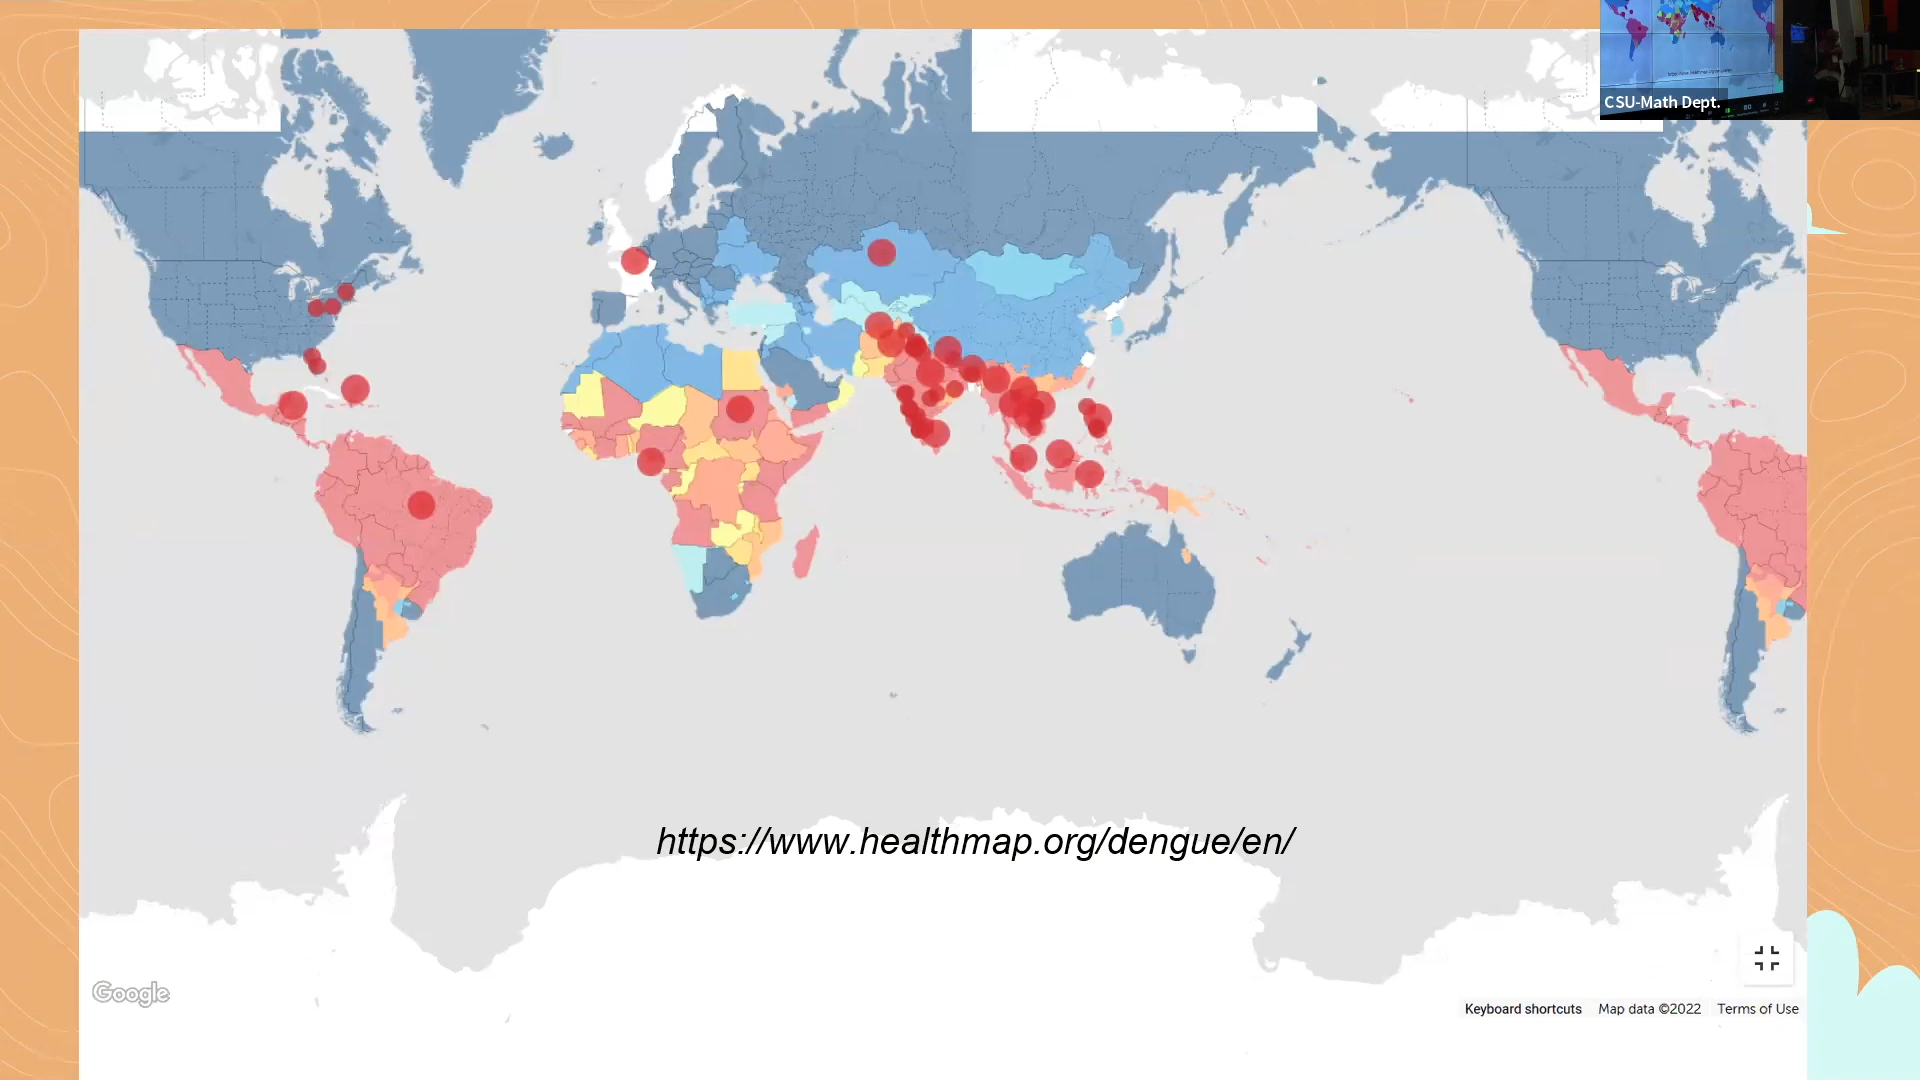 CSU-Math Dept.
https://www.healthmap.org/dengue/en/
Google
Keyboard shortcuts Map data ©2022 Terms of Use